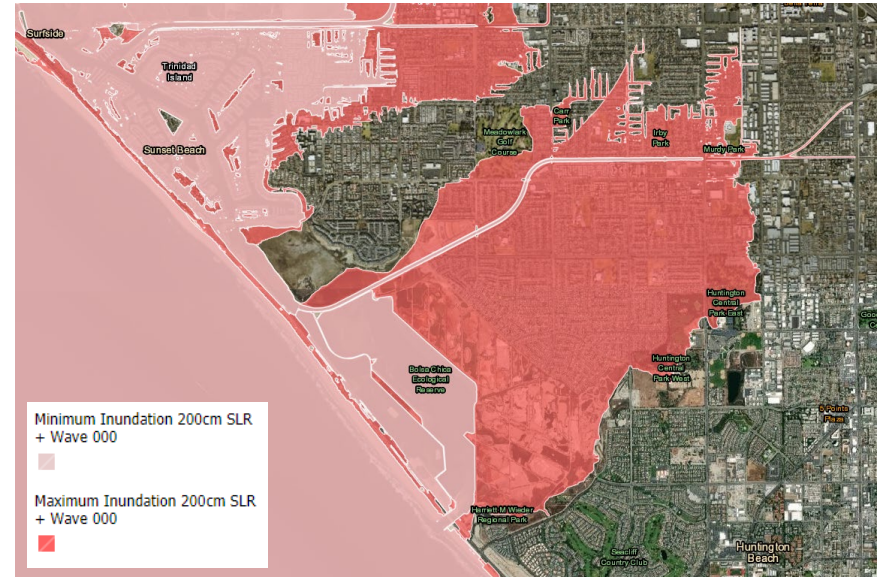 Surfside
Trinidad
Island
Sunset Beach
Meadowlark
Golf
Course
Carr
Park
Irby
Park
Murdy Park
Huntington
Central
Park East
Huntington
Central
Park West
5 Points
Plaza
Bolsa Chica
Ecological
Reserve
Harriett M Wieder
Regional Park
Seacliff
Country Club
Huntington
Beach
Minimum Inundation 200cm SLR
+ Wave 000
Maximum Inundation 200cm SLR
+ Wave 000